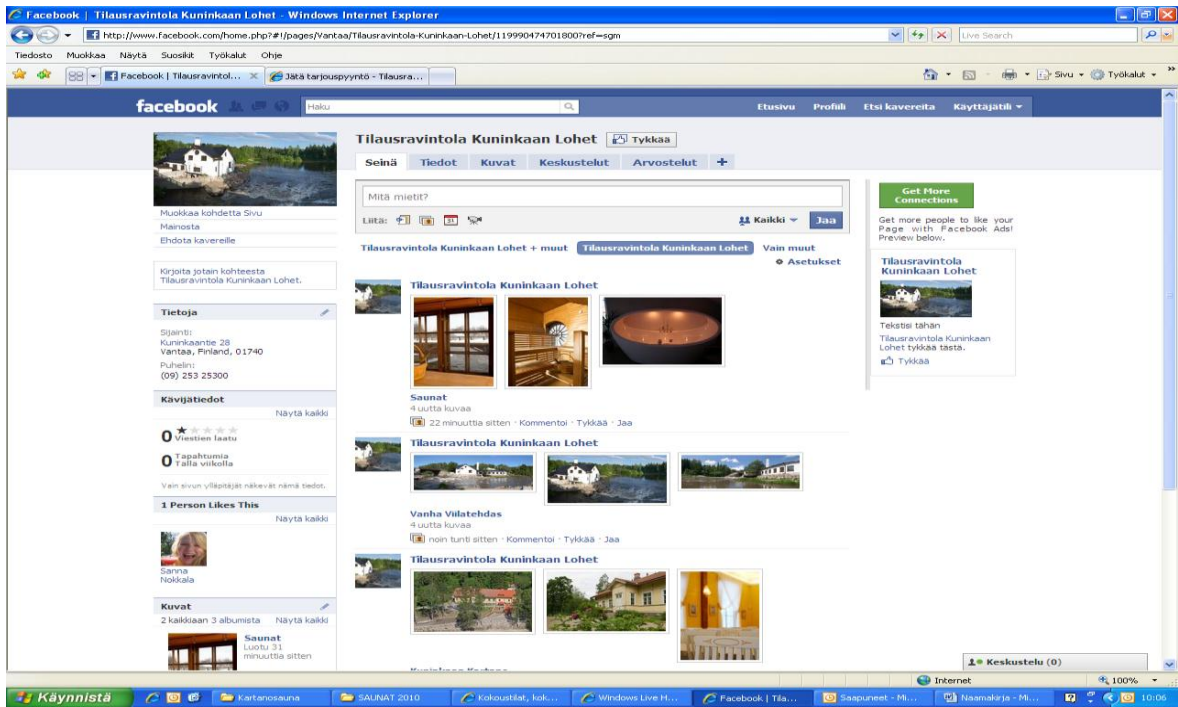 Facebook | Tilausravintola Kuninkaan Lohet - Windows Internet Explorer
http://www.facebook.com/home.php?#!/pages/Vantaa/Tilausravintola-Kuninkaan-Lohet/119990474701800?ref=sgm
Live Search
Tiedosto Muokkaa Näytä Suosikit Työkalut Ohje
Facebook | Tilausravintol... Jätä tarjouspyyntö - Tilausra... Sivu Työkalut
facebook Haku Etusivu Profiili Etsi kavereita Käyttäjätili
Tilausravintola Kuninkaan Lohet Tykkää
Seinä Tiedot Kuvat Keskustelut Arvostelut +
Mitä mietit?
Liitä: 31 Kaikki Jaa
Tilausravintola Kuninkaan Lohet + muut Tilausravintola Kuninkaan Lohet Vain muut
Asetukset
Muokkaa kohdetta Sivu
Mainosta
Ehdota kavereille
Kirjoita jotain kohteesta
Tilausravintola Kuninkaan Lohet.
Tietoja
Sijainti:
Kuninkaantie 28
Vantaa, Finland, 01740
Puhelin:
(09) 253 25300
Kävijätiedot
Näytä kaikki
0 Viestien laatu
0 Tapahtumia
Tällä viikolla
Vain sivun ylläpitäjät näkevät nämä tiedot.
1 Person Likes This
Näytä kaikki
Sanna
Nokkala
Kuvat
2 kaikkiaan 3 albumista Näytä kaikki
Saunat
Luotu 31
minuuttia sitten
Tilausravintola Kuninkaan Lohet
Saunat
4 uutta kuvaa
22 minuuttia sitten · Kommentoi · Tykkää · Jaa
Tilausravintola Kuninkaan Lohet
Vanha Viilatehdas
4 uutta kuvaa
noin tunti sitten · Kommentoi · Tykkää · Jaa
Tilausravintola Kuninkaan Lohet
Get More
Connections
Get more people to like your
Page with Facebook Ads!
Preview below.
Tilausravintola
Kuninkaan Lohet
Tekstisi tähän
Tilausravintola Kuninkaan
Lohet tykkää tästä.
Tykkää
Keskustelu (0)
Internet 100%
Käynnistä Kartanosauna SAUNAT 2010 Kokoustilat, kok... Windows Live H... Facebook | Tila... Saapuneet - Mi... Naamakirja - Mi... 10:06